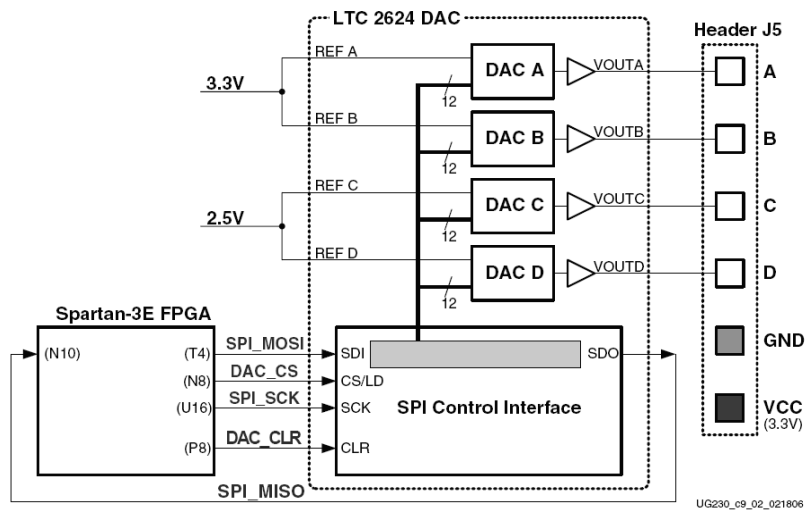 LTC 2624 DAC
Header J5
REF A
DAC A
VOUTA
A
3.3V
12
REF B
DAC B
VOUTB
B
12
REF C
DAC C
VOUTC
C
2.5V
12
REF D
DAC D
VOUTD
D
12
Spartan-3E FPGA
GND
(N10)
(T4)
SPI_MOSI
SDI
SDO
(N8)
DAC_CS
CS/LD
(U16)
SPI_SCK
SCK
SPI Control Interface
VCC
(3.3V)
(P8)
DAC_CLR
CLR
SPI_MISO
UG230_c9_02_021806